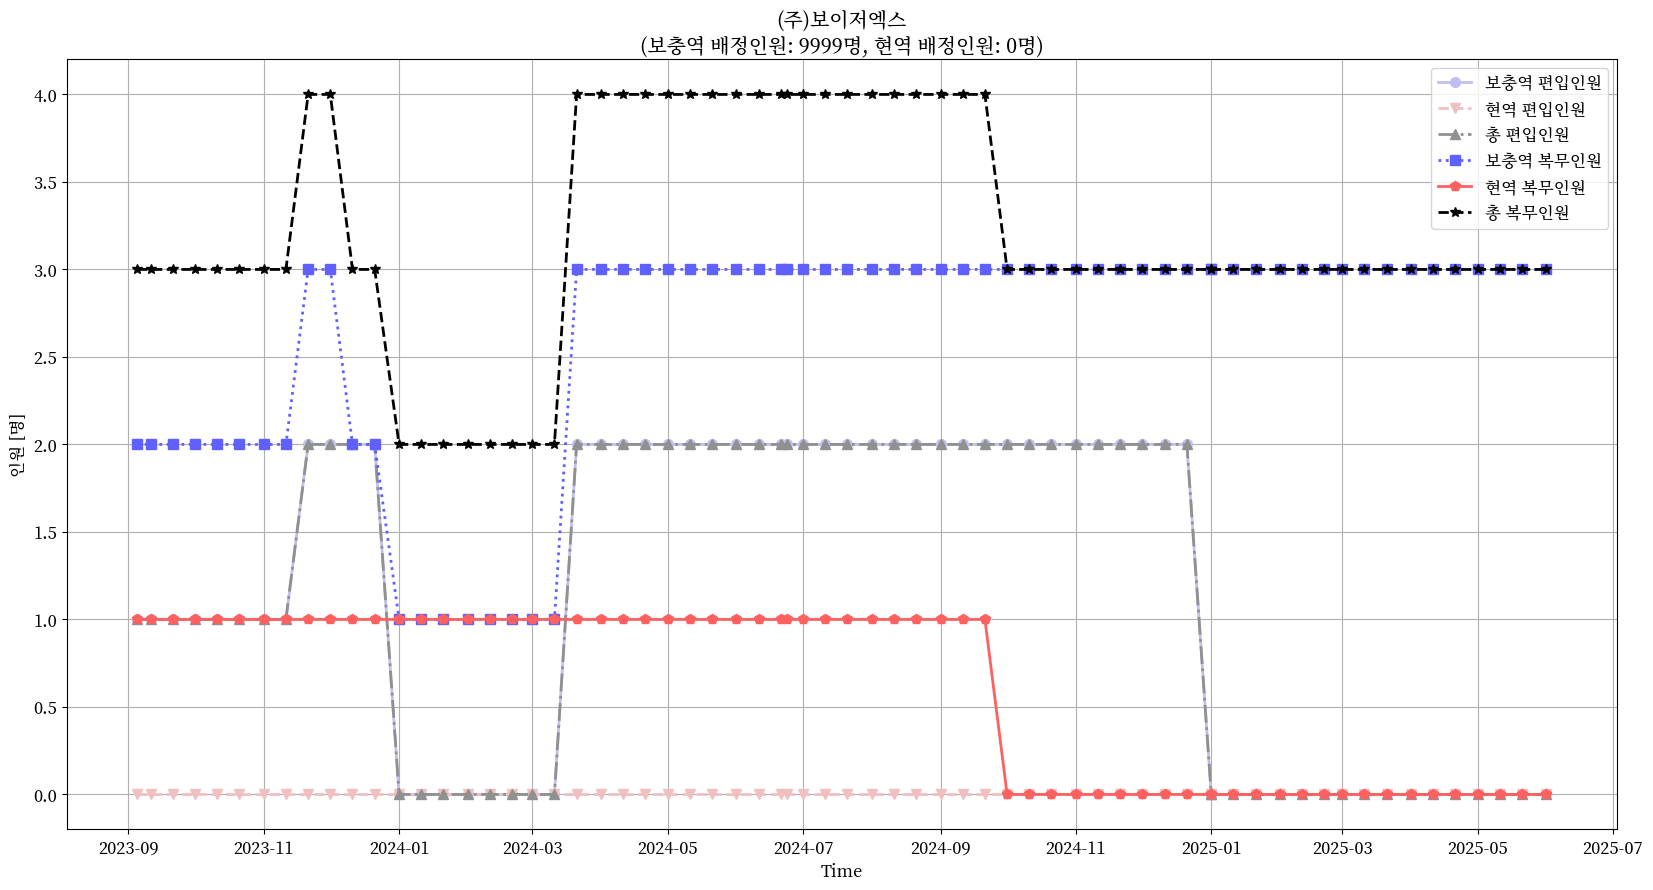 (주)보이저엑스
(보충역 배정인원: 9999명, 현역 배정인원: 0명)
보충역 편입인원
현역 편입인원
총 편입인원
보충역 복무인원
현역 복무인원
총 복무인원
인원 [명]
4.0
3.5
3.0
2.5
2.0
1.5
1.0
0.5
0.0
2023-09
2023-11
2024-01
2024-03
2024-05
2024-07
2024-09
2024-11
2025-01
2025-03
2025-05
2025-07
Time